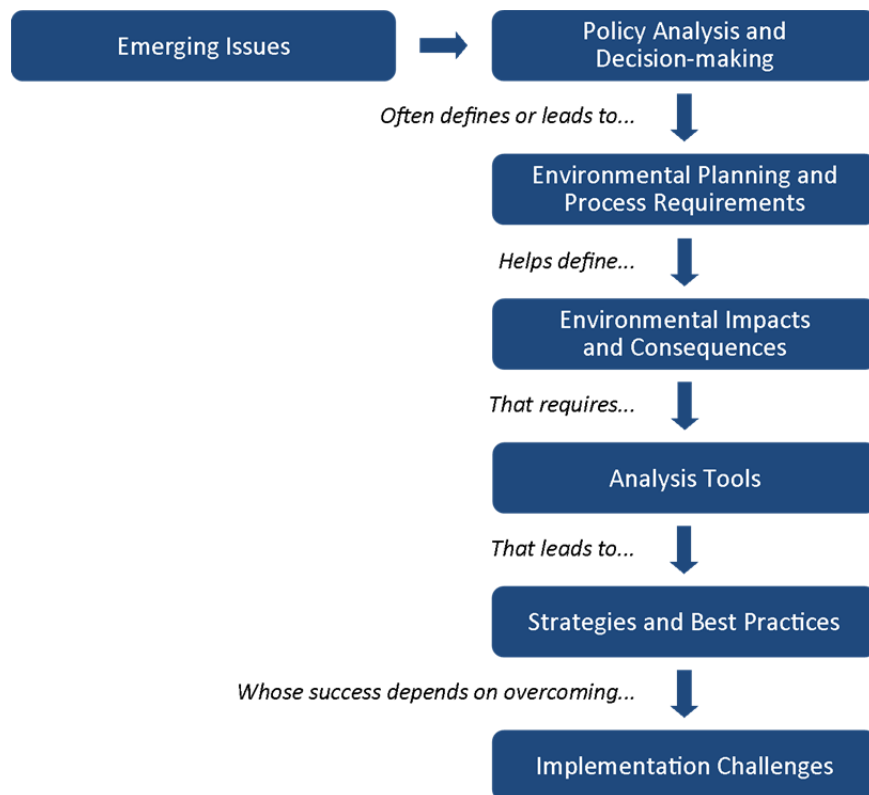 Emerging Issues
Policy Analysis and
Decision-making
Often defines or leads to...
Environmental Planning and
Process Requirements
Helps define...
Environmental Impacts
and Consequences
That requires...
Analysis Tools
That leads to...
Strategies and Best Practices
Whose success depends on overcoming...
Implementation Challenges